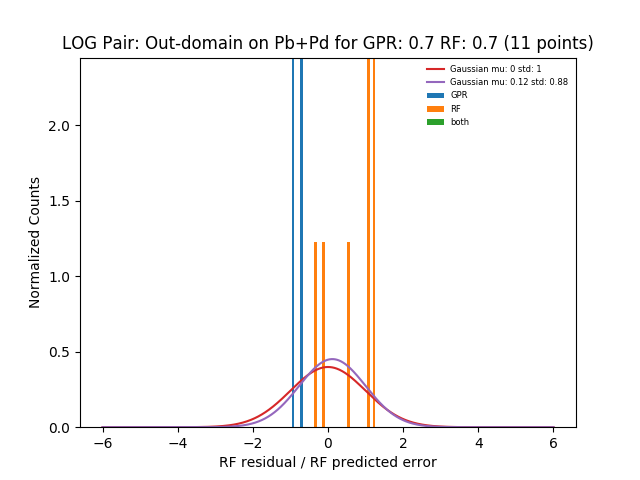 LOG Pair: Out-domain on Pb+Pd for GPR: 0.7 RF: 0.7 (11 points)
Gaussian mu: 0 std: 1
Gaussian mu: 0.12 std: 0.88
GPR
RF
both
Normalized Counts
2.0
1.5
1.0
0.5
0.0
−6 −4 −2 0 2 4 6
RF residual / RF predicted error